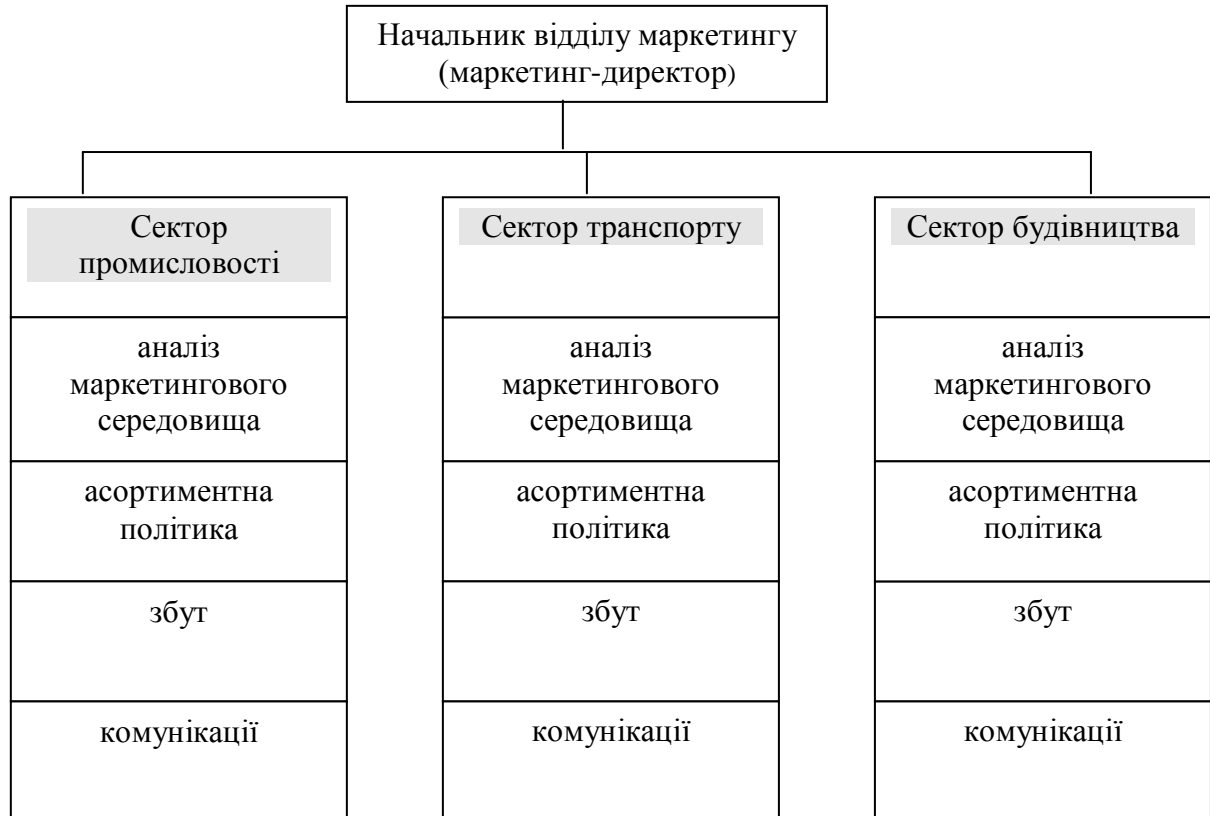 Начальник відділу маркетингу
(маркетинг-директор)
Сектор
промисловості
аналіз
маркетингового
середовища
асортиментна
політика
збут
комунікації
Сектор транспорту
аналіз
маркетингового
середовища
асортиментна
політика
збут
комунікації
Сектор будівництва
аналіз
маркетингового
середовища
асортиментна
політика
збут
комунікації